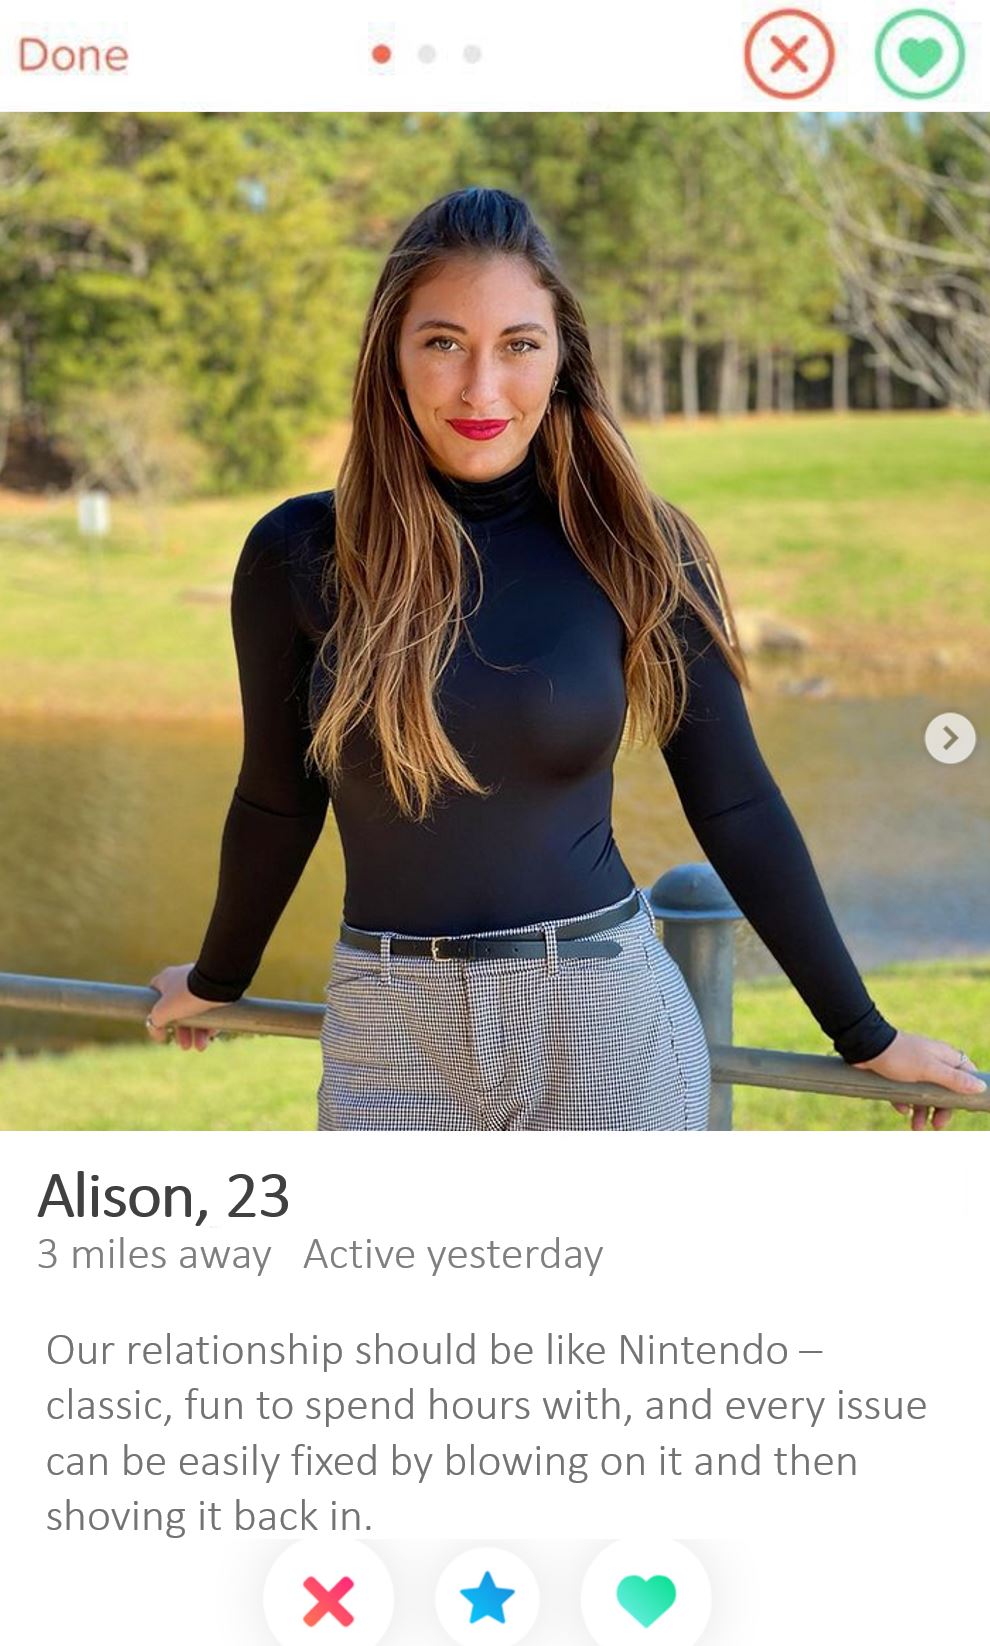 Done
Alison, 23
3 miles away Active yesterday
Our relationship should be like Nintendo –
classic, fun to spend hours with, and every issue
can be easily fixed by blowing on it and then
shoving it back in.